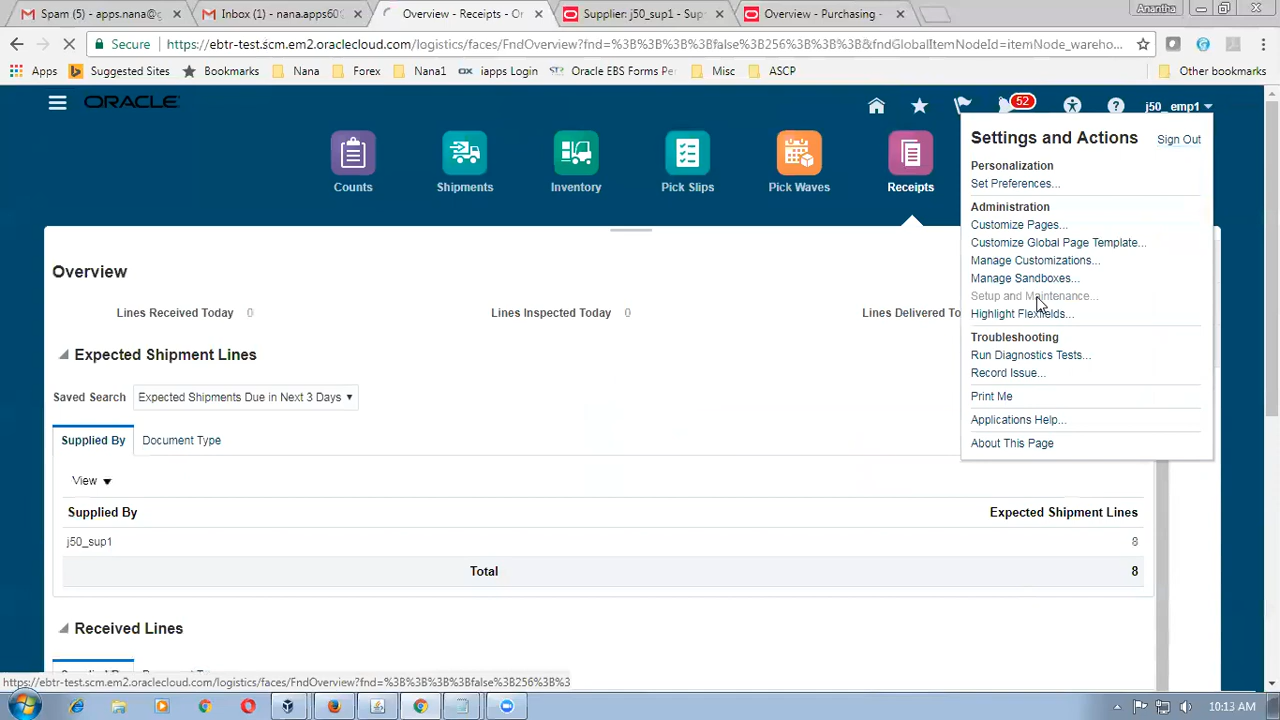 Spam (5) - apps.nana@g
Inbox (1) - nana.apps60
Overview - Receipts - Or
Supplier: j50_sup1 - Sup
Overview - Purchasing -
Anantha
Secure
https://ebtr-test.scm.em2.oraclecloud.com/logistics/faces/FndOverview?fnd=%3B%3B%3B%3Bfalse%3B256%3B%3B%3B&fndGlobalItemNodeId=itemNode_wareho...
Apps
Suggested Sites
Bookmarks
Nana
Forex
Nana1
iapps Login
Oracle EBS Forms Per
Misc
ASCP
Other bookmarks
ORACLE
52
j50_emp1
Counts
Shipments
Inventory
Pick Slips
Pick Waves
Receipts
Settings and Actions
Sign Out
Personalization
Set Preferences...
Administration
Customize Pages...
Customize Global Page Template...
Manage Customizations...
Manage Sandboxes...
Setup and Maintenance...
Highlight Flexfields...
Troubleshooting
Run Diagnostics Tests...
Record Issue...
Print Me
Applications Help...
About This Page
Overview
Lines Received Today 0
Lines Inspected Today 0
Lines Delivered To
Expected Shipment Lines
Saved Search
Expected Shipments Due in Next 3 Days
Supplied By
Document Type
View
Supplied By
Expected Shipment Lines
j50_sup1
8
Total
8
Received Lines
https://ebtr-test.scm.em2.oraclecloud.com/logistics/faces/FndOverview?fnd=%3B%3B%3B%3Bfalse%3B256%3B%3
10:13 AM